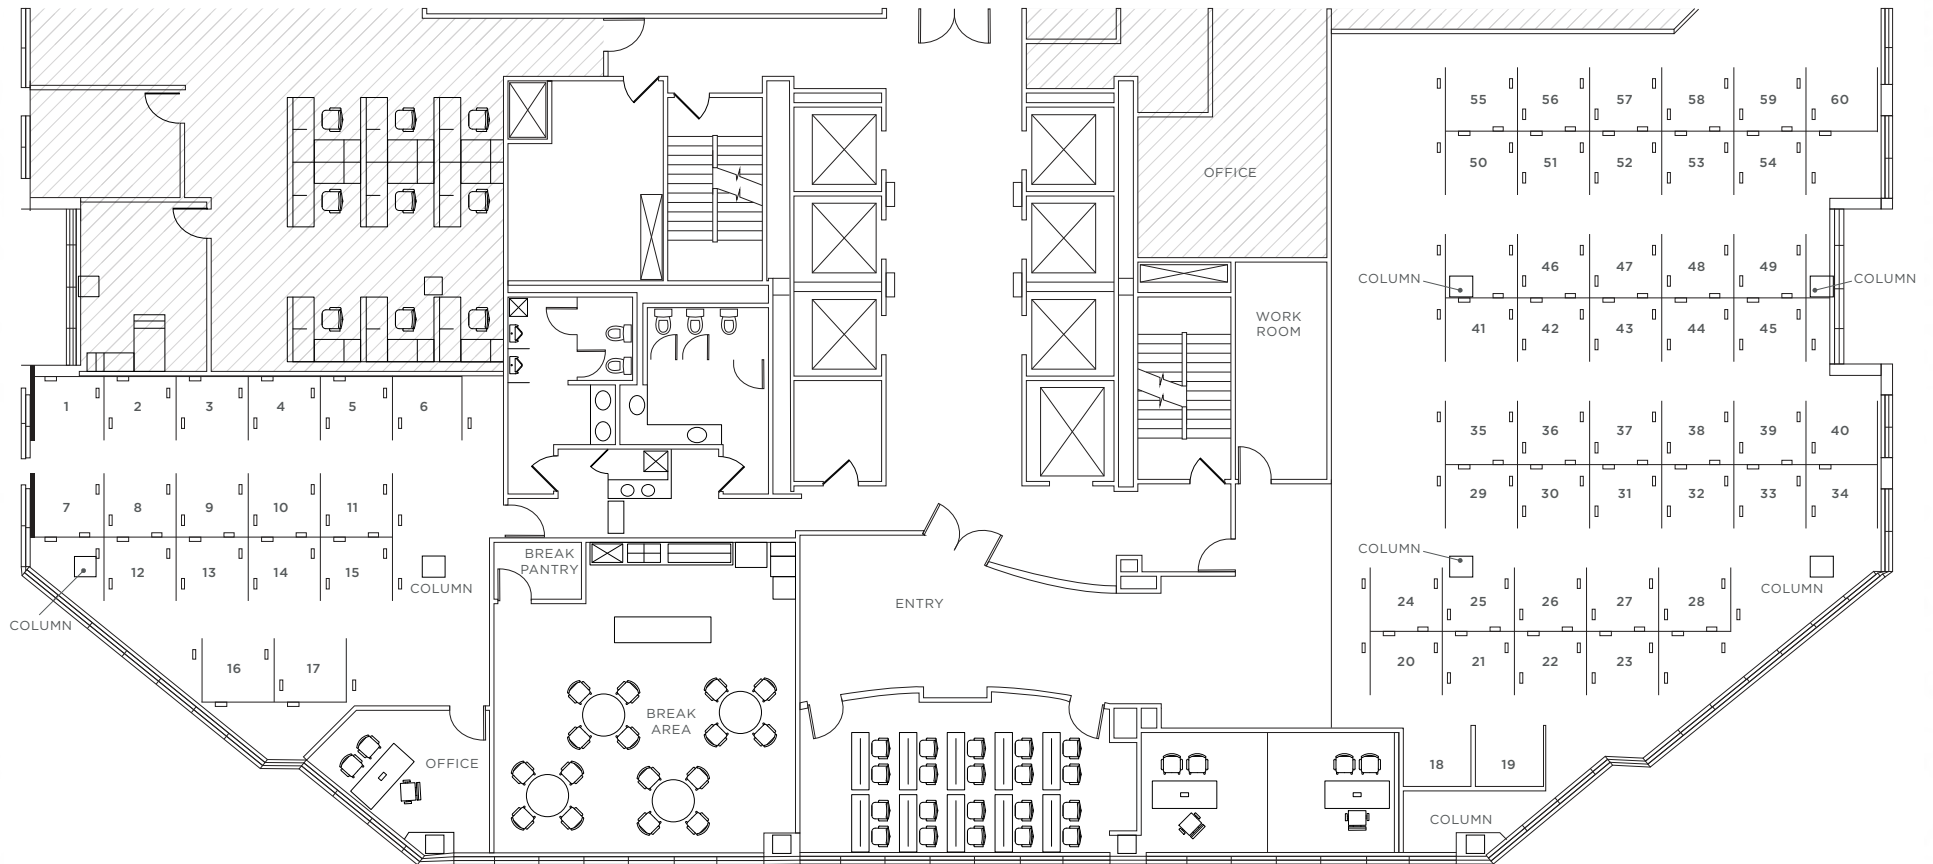 55 56 57 58 59 60
50 51 52 53 54
OFFICE
46 47 48 49
COLUMN
COLUMN
WORK
ROOM
41 42 43 44 45
1 2 3 4 5 6
35 36 37 38 39 40
29 30 31 32 33 34
7 8 9 10 11
COLUMN
BREAK
PANTRY
12 13 14 15
COLUMN
COLUMN
COLUMN
ENTRY
24 25 26 27 28
20 21 22 23
16 17
BREAK
AREA
OFFICE
18 19
COLUMN